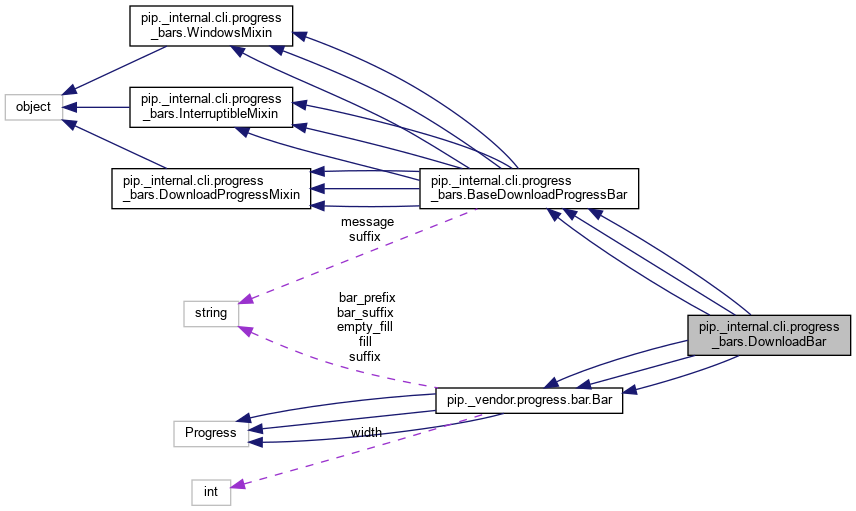 pip._internal.cli.progress
_bars.WindowsMixin
object
pip._internal.cli.progress
_bars.InterruptibleMixin
pip._internal.cli.progress
_bars.DownloadProgressMixin
pip._internal.cli.progress
_bars.BaseDownloadProgressBar
message
suffix
string
bar_prefix
bar_suffix
empty_fill
fill
suffix
pip._internal.cli.progress
_bars.DownloadBar
pip._vendor.progress.bar.Bar
Progress
width
int